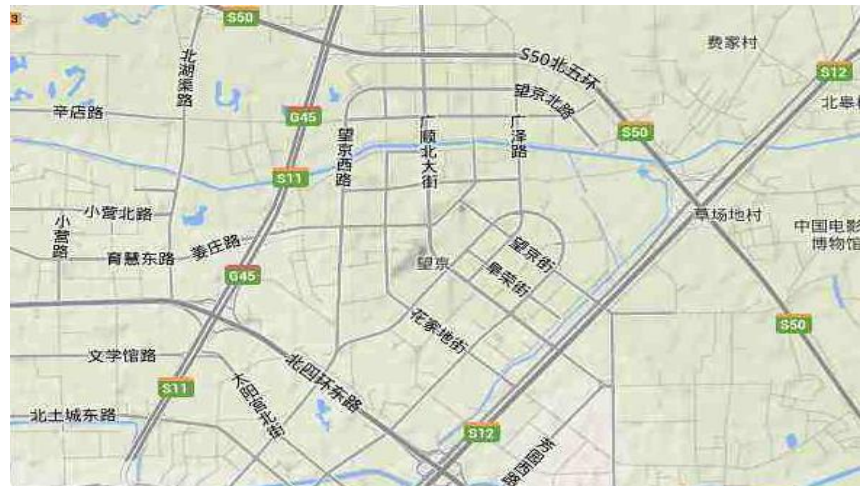 3
S50
费家村
北湖渠路
S50北五环
S12
望京北路
辛店路
G45
望京西路
广顺北大街
广泽路
S50
S11
小营北路
小营路
草场地村
姜庄路
望京街
中国电影
博物馆
育慧东路
望京
阜荣街
G45
花家地街
S50
文学馆路
北四环东路
S11
太阳宫北街
北土城东路
S12
芳园西路